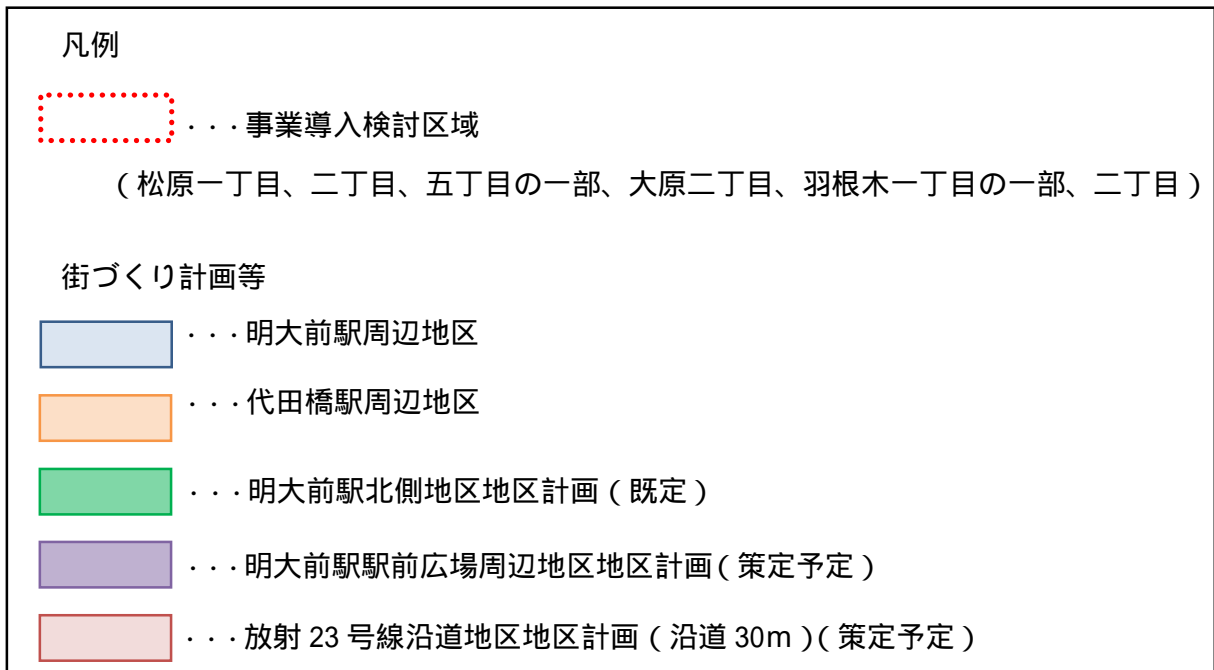 凡例
・・・事業導入検討区域
（松原一丁目、二丁目、五丁目の一部、大原二丁目、羽根木一丁目の一部、二丁目）
街づくり計画等
・・・明大前駅周辺地区
・・・代田橋駅周辺地区
・・・明大前駅北側地区地区計画（既定）
・・・明大前駅駅前広場周辺地区地区計画（策定予定）
・・・放射 23 号線沿道地区地区計画（沿道 30m）（策定予定）